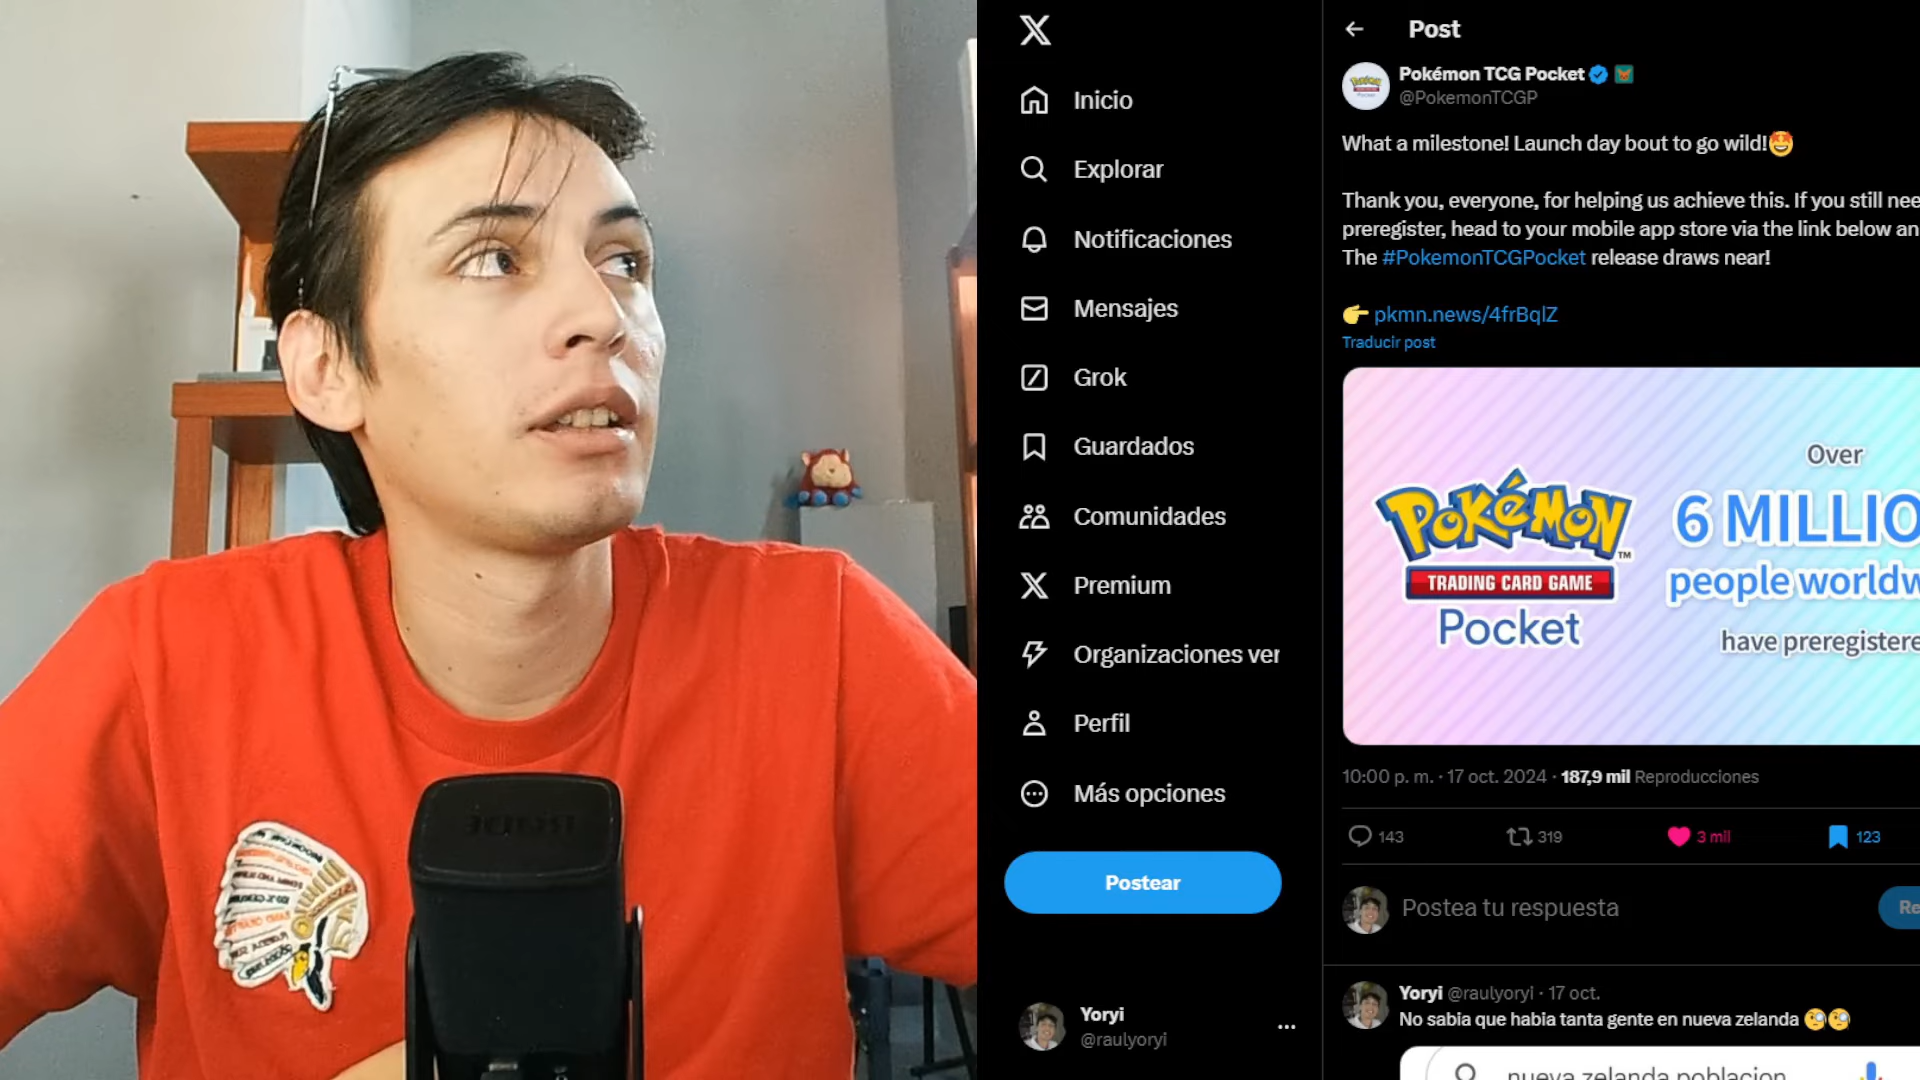 Inicio
Explorar
Notificaciones
Mensajes
Grok
Guardados
Comunidades
Premium
Organizaciones ver
Perfil
Más opciones
Postear
Yoryi
@raulyoryi
Post
Pokémon TCG Pocket
@PokemonTCGP
What a milestone! Launch day bout to go wild!🤩
Thank you, everyone, for helping us achieve this. If you still nee
preregister, head to your mobile app store via the link below an
The #PokemonTCGPocket release draws near!
👉 pkmn.news/4frBqlZ
Traducir post
POKÉMON™
TRADING CARD GAME
Pocket
Over
6 MILLIO
people worldw
have preregistere
10:00 p. m. · 17 oct. 2024 · 187,9 mil Reproducciones
143 319 3 mil 123
Postea tu respuesta
Re
Yoryi @raulyoryi · 17 oct.
No sabia que habia tanta gente en nueva zelanda 🧐🧐
nueva zelanda poblacion